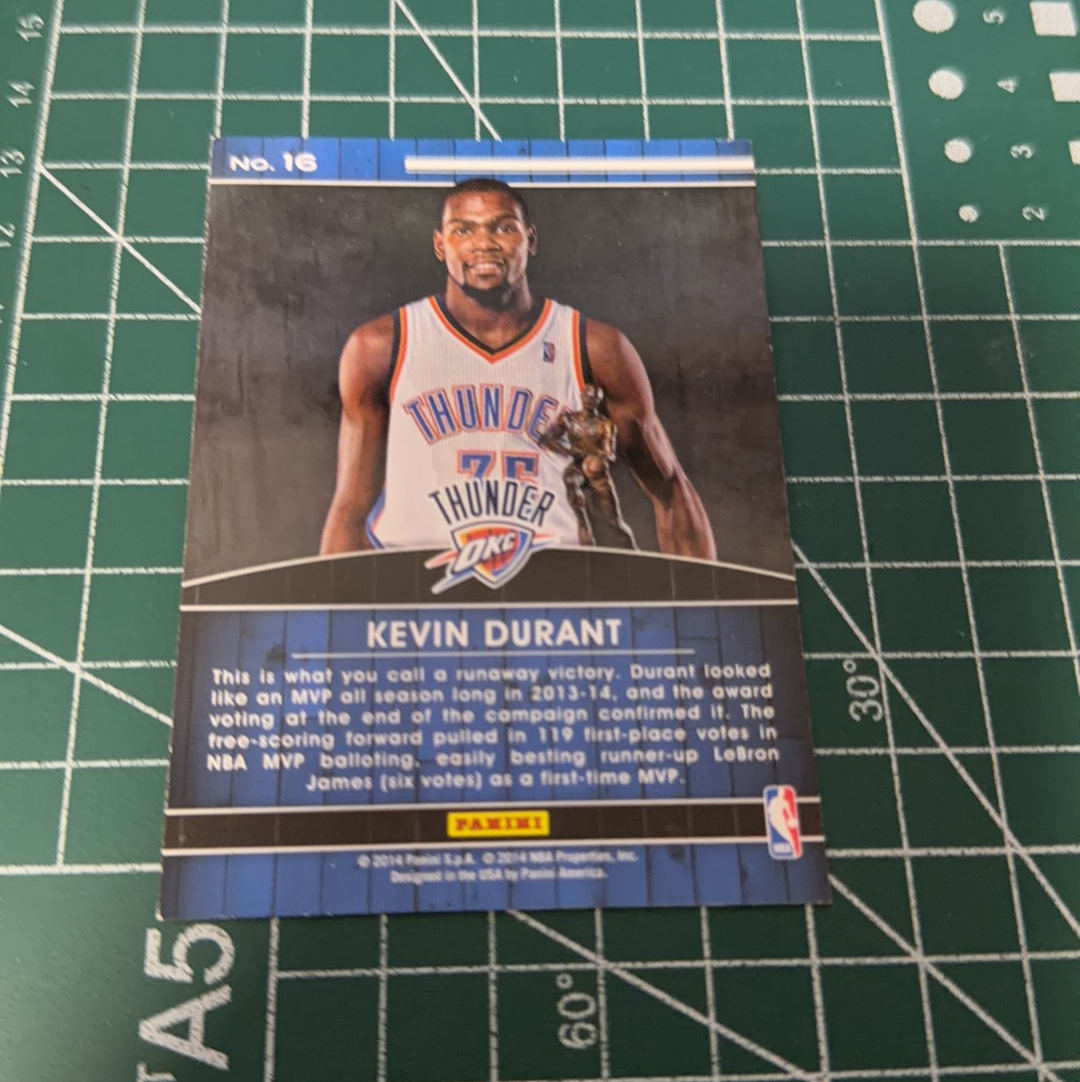 15
14
13
12
5
4
3
2
No. 16
THUNDE
35
THUNDER
OKC
KEVIN DURANT
This is what you call a runaway victory. Durant looked
like an MVP all season long in 2013-14, and the award
voting at the end of the campaign confirmed it. The
free-scoring forward pulled in 119 first-place votes in
NBA MVP balloting, easily besting runner-up LeBron
James (six votes) as a first-time MVP.
PANINI
NBA
© 2014 Panini S.p.A. © 2014 NBA Properties, Inc.
Designed in the USA by Panini America.
30°
60°
A5